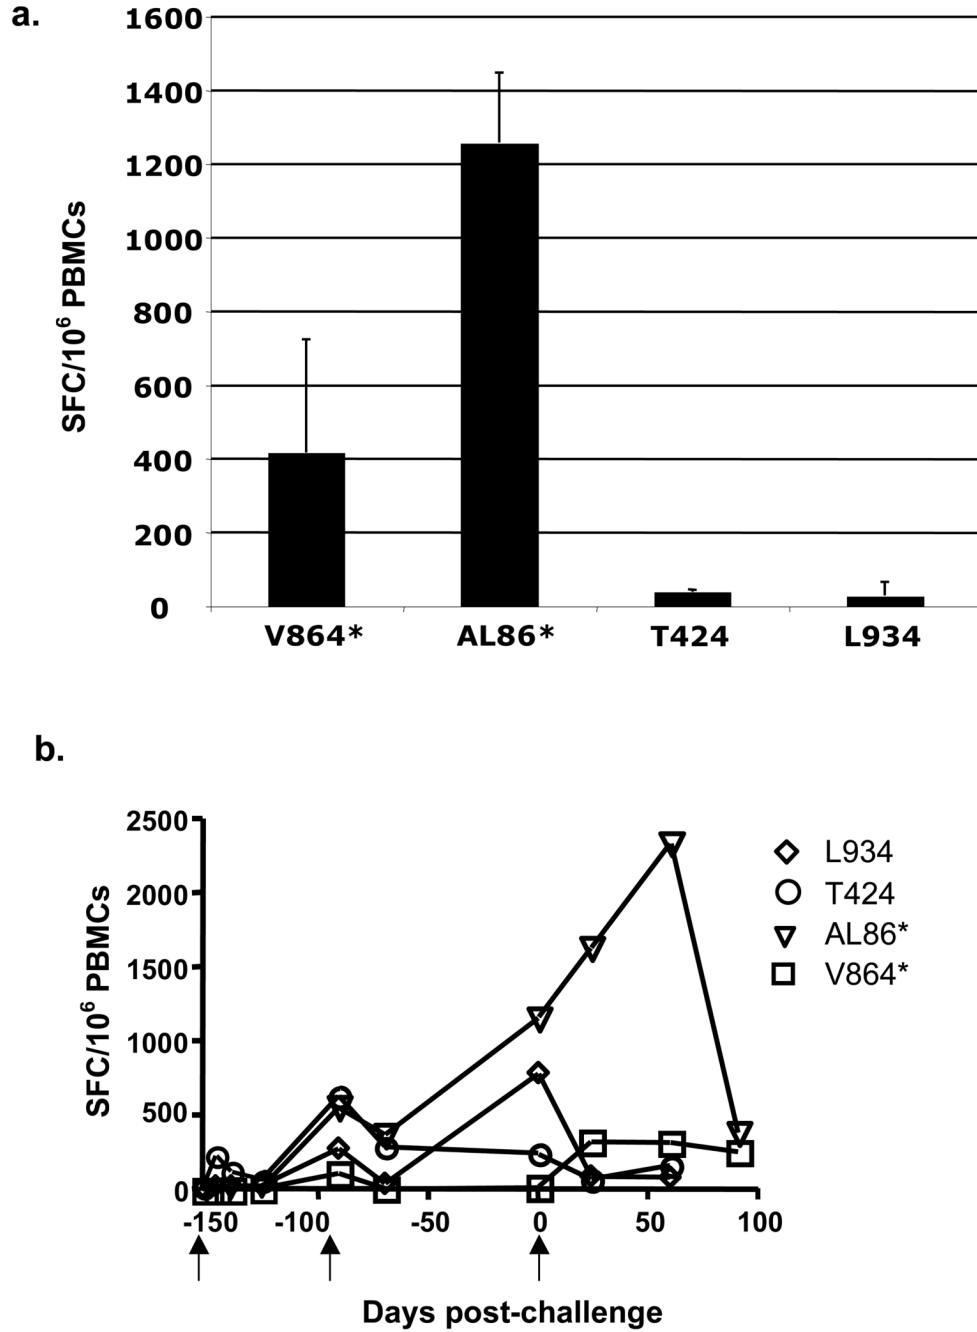 a.
1600
1400
1200
1000
800
600
400
200
0
SFC/10⁶ PBMCs
V864* AL86* T424 L934
b.
2500
2000
1500
1000
500
0
SFC/10⁶ PBMCs
L934
T424
AL86*
V864*
-150 -100 -50 0 50 100
Days post-challenge